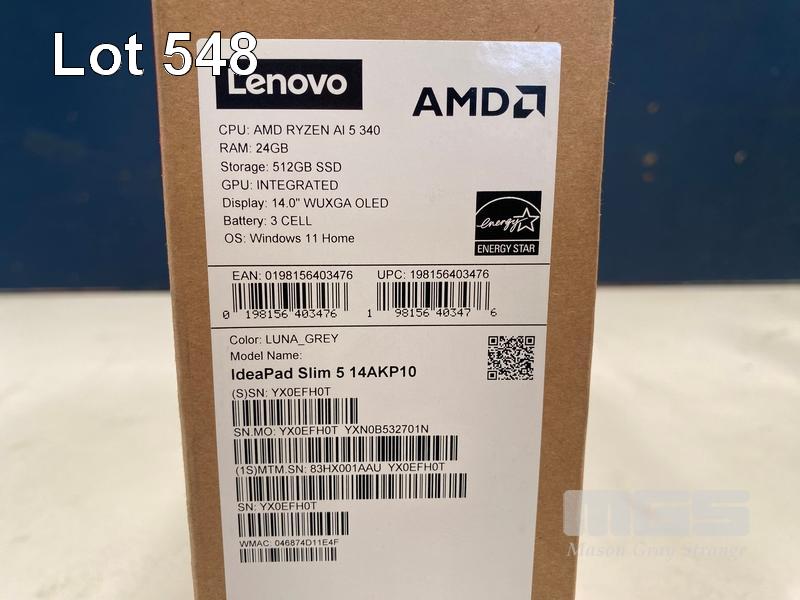 Lot 548
Lenovo
AMD
CPU: AMD RYZEN AI 5 340
RAM: 24GB
Storage: 512GB SSD
GPU: INTEGRATED
Display: 14.0" WUXGA OLED
Battery: 3 CELL
OS: Windows 11 Home
energy
ENERGY STAR
EAN: 0198156403476 UPC: 198156403476
0 198156 403476 1 98156 40347 6
Color: LUNA_GREY
Model Name:
IdeaPad Slim 5 14AKP10
(S)SN: YX0EFH0T
SN.MO: YX0EFH0T YXN0B532701N
(1S)MTM.SN: 83HX001AAU YX0EFH0T
SN: YX0EFH0T
WMAC: 046874D11E4F
MGS
Mason Gray Strange